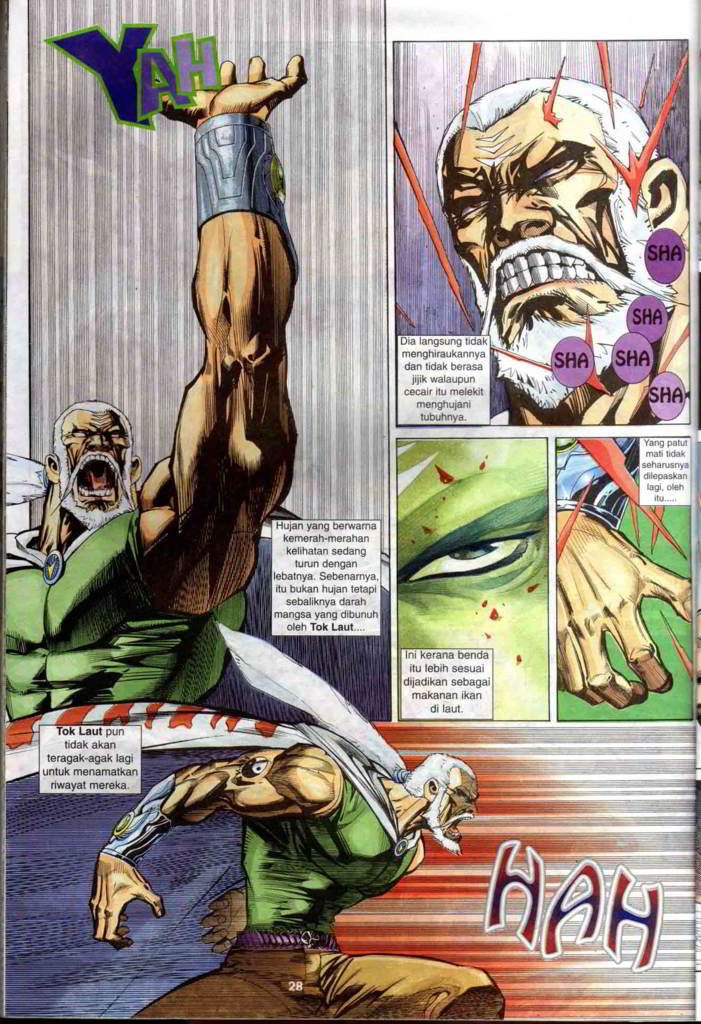 YAH
Hujan yang berwarna
kemerah-merahan
kelihatan sedang
turun dengan
lebatnya. Sebenarnya,
itu bukan hujan tetapi
sebaliknya darah
mangsa yang dibunuh
oleh Tok Laut....
SHA
SHA
SHA
SHA
SHA
Dia langsung tidak
menghiraukannya
dan tidak berasa
jijik walaupun
cecair itu melekit
menghujani
tubuhnya.
Ini kerana benda
itu lebih sesuai
dijadikan sebagai
makanan ikan
di laut.
Yang patut
mati tidak
seharusnya
dilepaskan
lagi, oleh
itu.....
Tok Laut pun
tidak akan
teragak-agak lagi
untuk menamatkan
riwayat mereka.
HAH
28